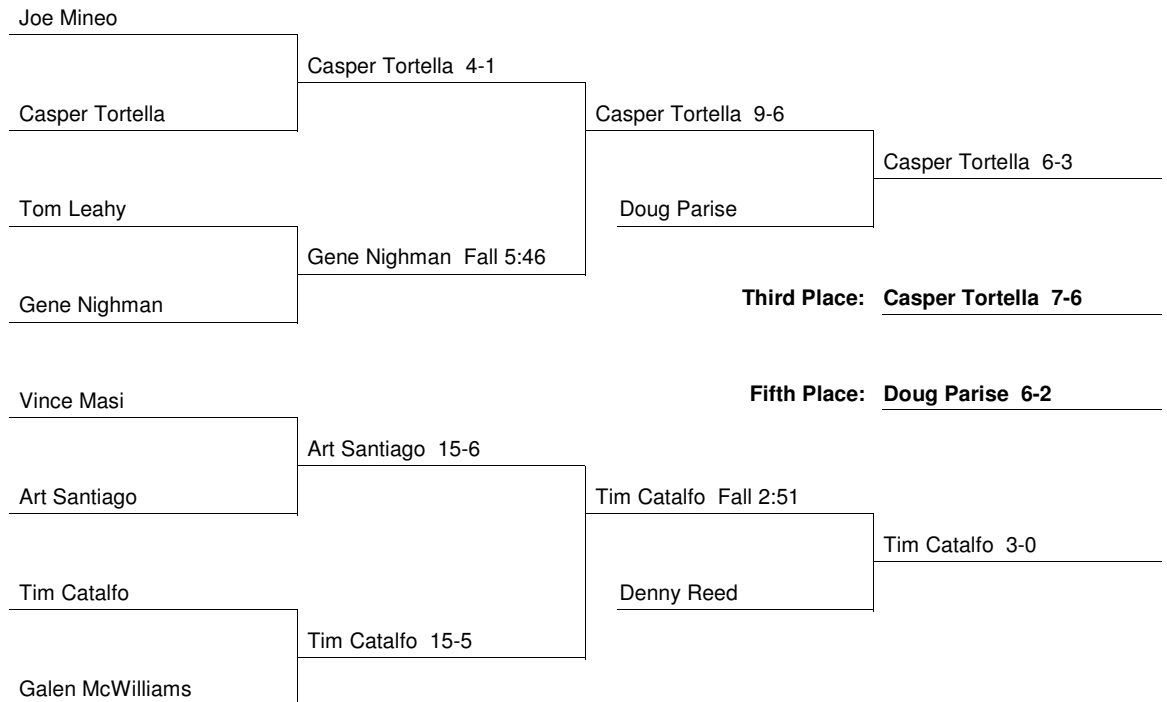 Joe Mineo
Casper Tortella 4-1
Casper Tortella
Casper Tortella 9-6
Casper Tortella 6-3
Tom Leahy
Doug Parise
Gene Nighman Fall 5:46
Gene Nighman
Third Place: Casper Tortella 7-6
Vince Masi
Fifth Place: Doug Parise 6-2
Art Santiago 15-6
Art Santiago
Tim Catalfo Fall 2:51
Tim Catalfo 3-0
Tim Catalfo
Denny Reed
Tim Catalfo 15-5
Galen McWilliams